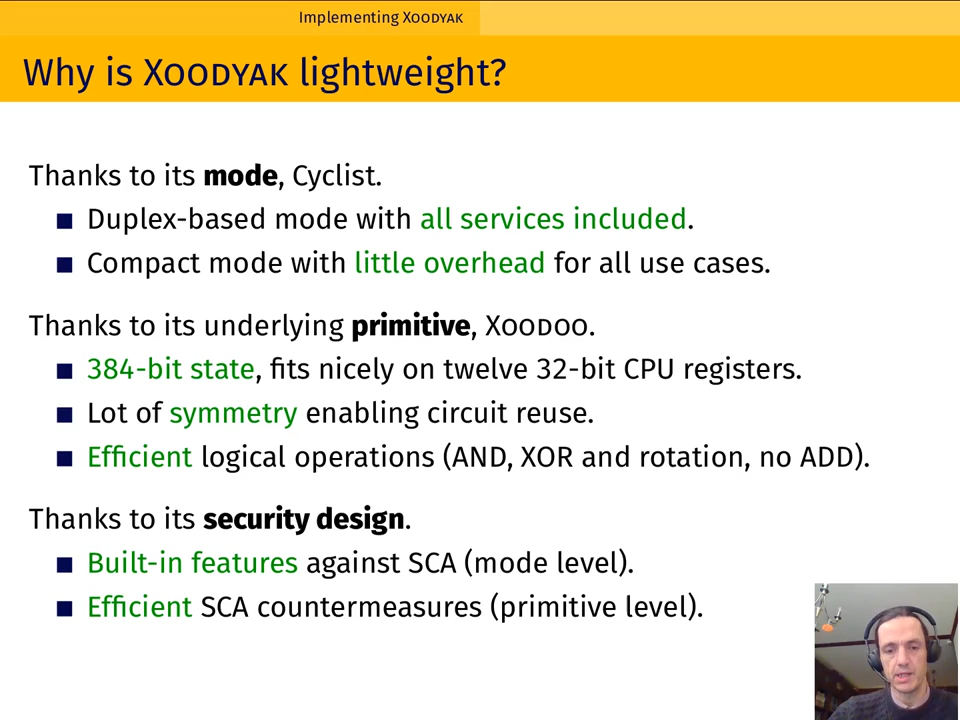 Implementing Xoodyak
Why is Xoodyak lightweight?
Thanks to its mode, Cyclist.
■ Duplex-based mode with all services included.
■ Compact mode with little overhead for all use cases.
Thanks to its underlying primitive, Xoodoo.
■ 384-bit state, fits nicely on twelve 32-bit CPU registers.
■ Lot of symmetry enabling circuit reuse.
■ Efficient logical operations (AND, XOR and rotation, no ADD).
Thanks to its security design.
■ Built-in features against SCA (mode level).
■ Efficient SCA countermeasures (primitive level).